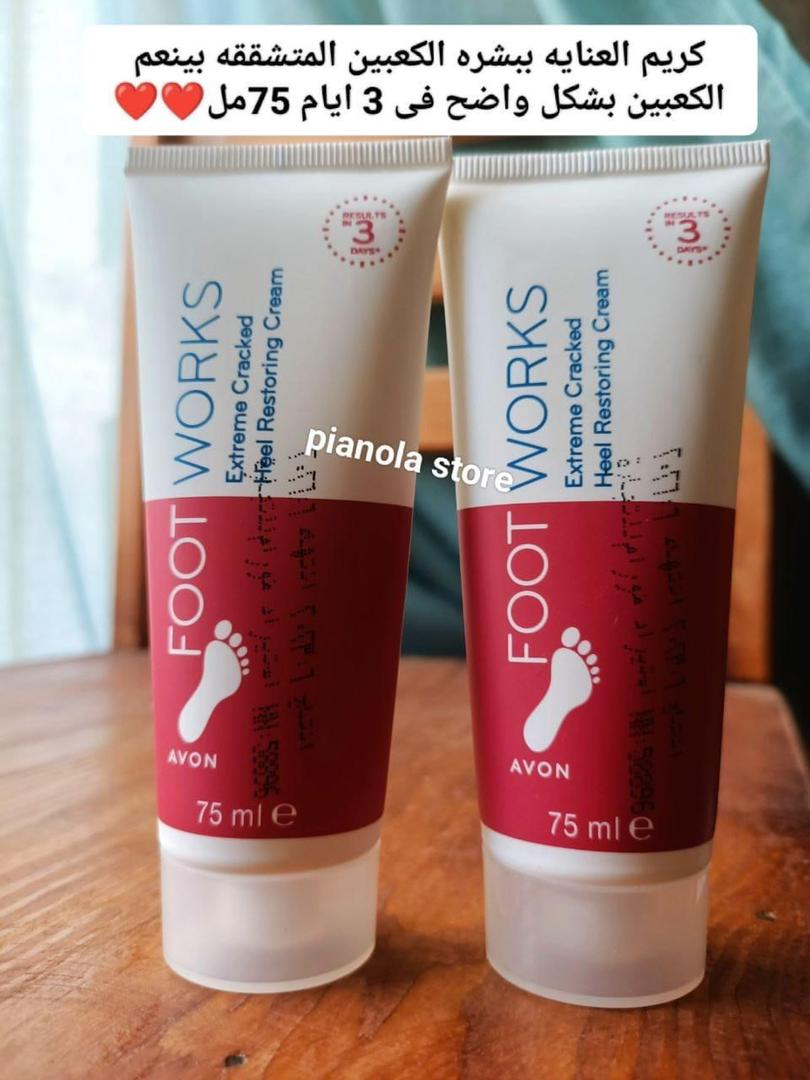 كريم العنايه ببشره الكعبين المتشققه بينعم
الكعبين بشكل واضح فى 3 ايام 75مل❤️❤️
RESULTS
IN 3
DAYS*
FOOT WORKS
Extreme Cracked
Heel Restoring Cream
AVON
75 ml e
pianola store
RESULTS
IN 3
DAYS*
FOOT WORKS
Extreme Cracked
Heel Restoring Cream
AVON
75 ml e